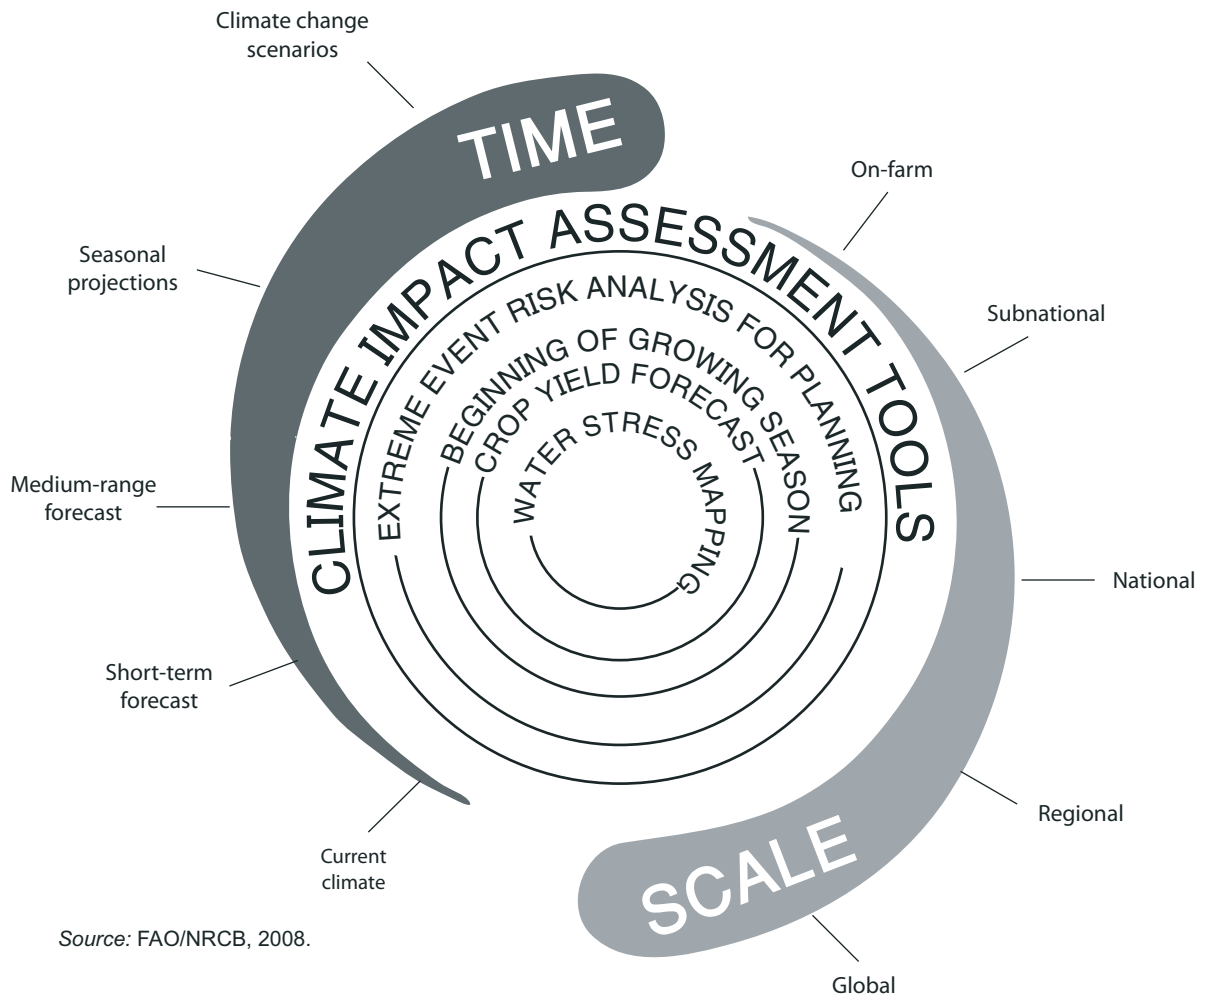 Climate change
scenarios
TIME
On-farm
CLIMATE IMPACT ASSESSMENT TOOLS
Seasonal
projections
EXTREME EVENT RISK ANALYSIS FOR PLANNING
Subnational
BEGINNING OF GROWING SEASON
CROP YIELD FORECAST
WATER STRESS MAPPING
Medium-range
forecast
National
Short-term
forecast
Regional
Current
climate
SCALE
Source: FAO/NRCB, 2008.
Global